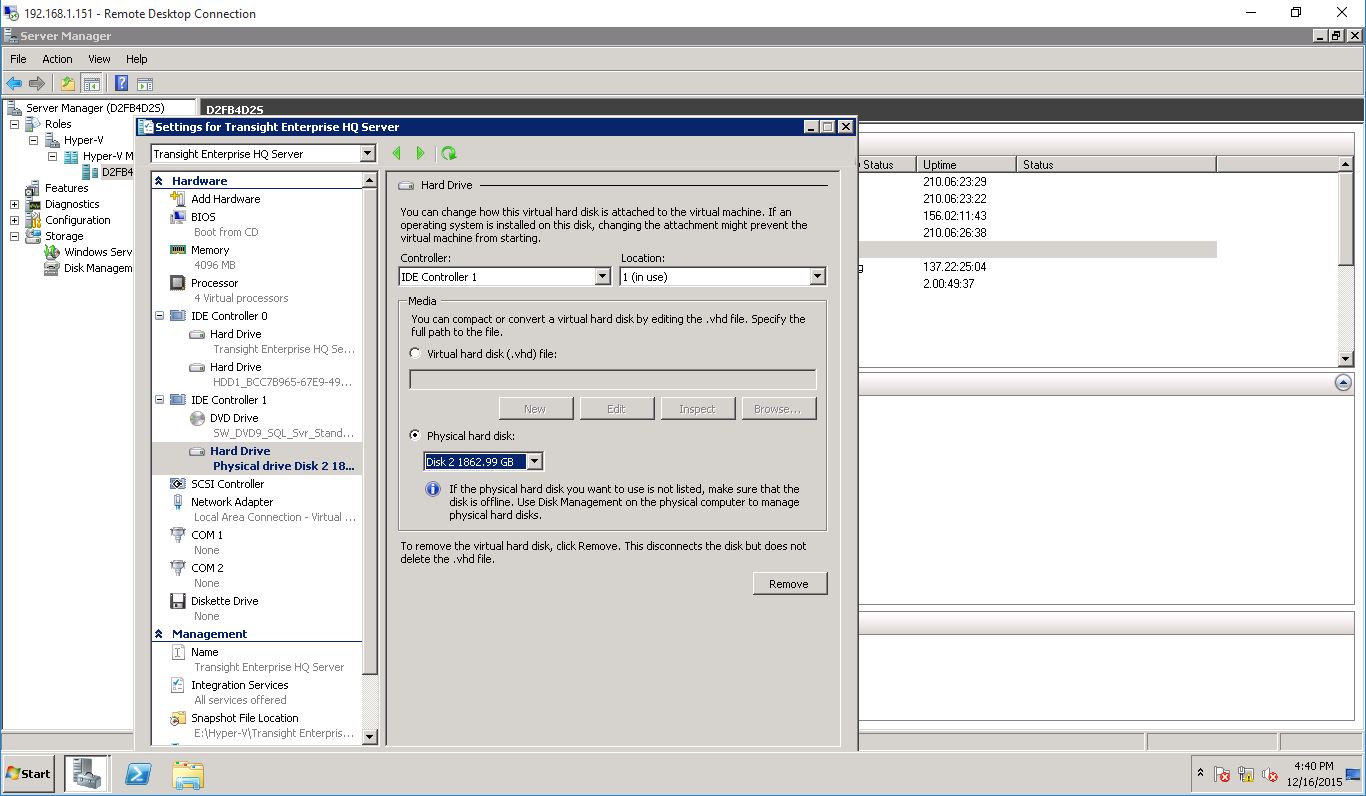 192.168.1.151 - Remote Desktop Connection
Server Manager
File Action View Help
Server Manager (D2FB4D2S)
Roles
Hyper-V
Hyper-V M
D2FB4
Features
Diagnostics
Configuration
Storage
Windows Serv
Disk Managem
D2FB4D2S
Status Uptime Status
210.06:23:29
210.06:23:22
156.02:11:43
210.06:26:38
g 137.22:25:04
2.00:49:37
Settings for Transight Enterprise HQ Server
Transight Enterprise HQ Server
Hardware
Add Hardware
BIOS
Boot from CD
Memory
4096 MB
Processor
4 Virtual processors
IDE Controller 0
Hard Drive
Transight Enterprise HQ Se...
Hard Drive
HDD1_BCC7B965-67E9-49...
IDE Controller 1
DVD Drive
SW_DVD9_SQL_Svr_Stand...
Hard Drive
Physical drive Disk 2 18...
SCSI Controller
Network Adapter
Local Area Connection - Virtual ...
COM 1
None
COM 2
None
Diskette Drive
None
Management
Name
Transight Enterprise HQ Server
Integration Services
All services offered
Snapshot File Location
E:\Hyper-V\Transight Enterpris...
Hard Drive
You can change how this virtual hard disk is attached to the virtual machine. If an
operating system is installed on this disk, changing the attachment might prevent the
virtual machine from starting.
Controller: Location:
IDE Controller 1 1 (in use)
Media
You can compact or convert a virtual hard disk by editing the .vhd file. Specify the
full path to the file.
Virtual hard disk (.vhd) file:
New Edit Inspect Browse...
Physical hard disk:
Disk 2 1862.99 GB
If the physical hard disk you want to use is not listed, make sure that the
disk is offline. Use Disk Management on the physical computer to manage
physical hard disks.
To remove the virtual hard disk, click Remove. This disconnects the disk but does not
delete the .vhd file.
Remove
Start
4:40 PM
12/16/2015